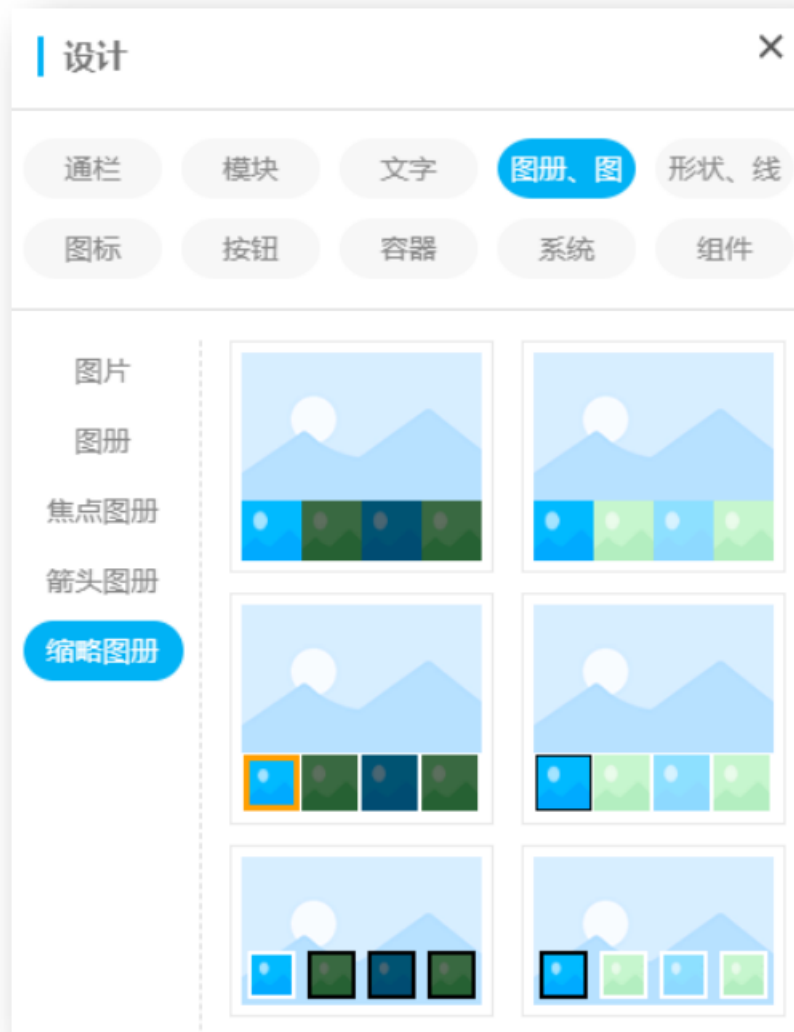 设计
通栏 模块 文字 图册、图 形状、线
图标 按钮 容器 系统 组件
图片
图册
焦点图册
箭头图册
缩略图册